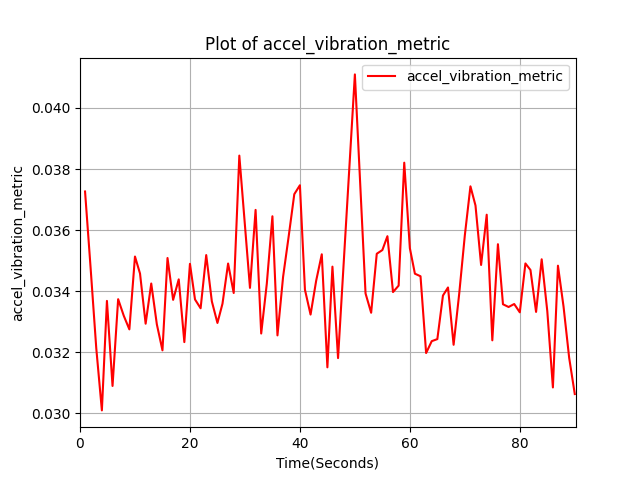 Plot of accel_vibration_metric
accel_vibration_metric
0.040
0.038
0.036
0.034
0.032
0.030
accel_vibration_metric
0 20 40 60 80
Time(Seconds)